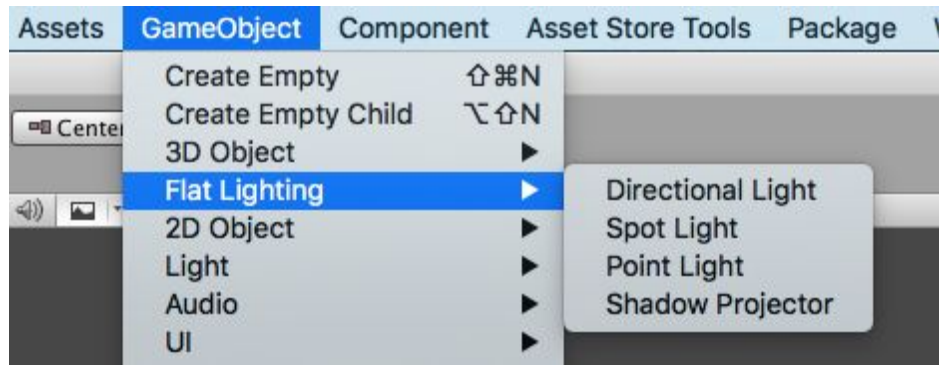 Assets GameObject Component Asset Store Tools Package
Create Empty ⇧⌘N
Create Empty Child ⌥⇧N
3D Object ▶
Flat Lighting ▶
2D Object ▶
Light ▶
Audio ▶
UI ▶
Directional Light
Spot Light
Point Light
Shadow Projector